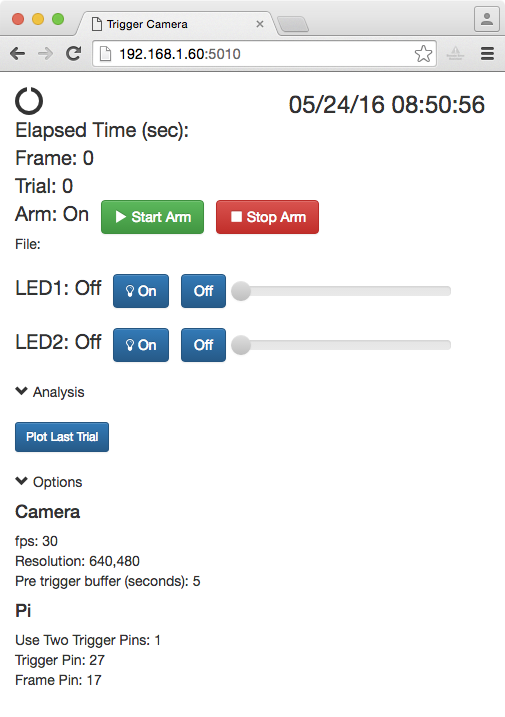 Trigger Camera
192.168.1.60:5010
05/24/16 08:50:56
Elapsed Time (sec):
Frame: 0
Trial: 0
Arm: On Start Arm Stop Arm
File:
LED1: Off On Off
LED2: Off On Off
Analysis
Plot Last Trial
Options
Camera
fps: 30
Resolution: 640,480
Pre trigger buffer (seconds): 5
Pi
Use Two Trigger Pins: 1
Trigger Pin: 27
Frame Pin: 17